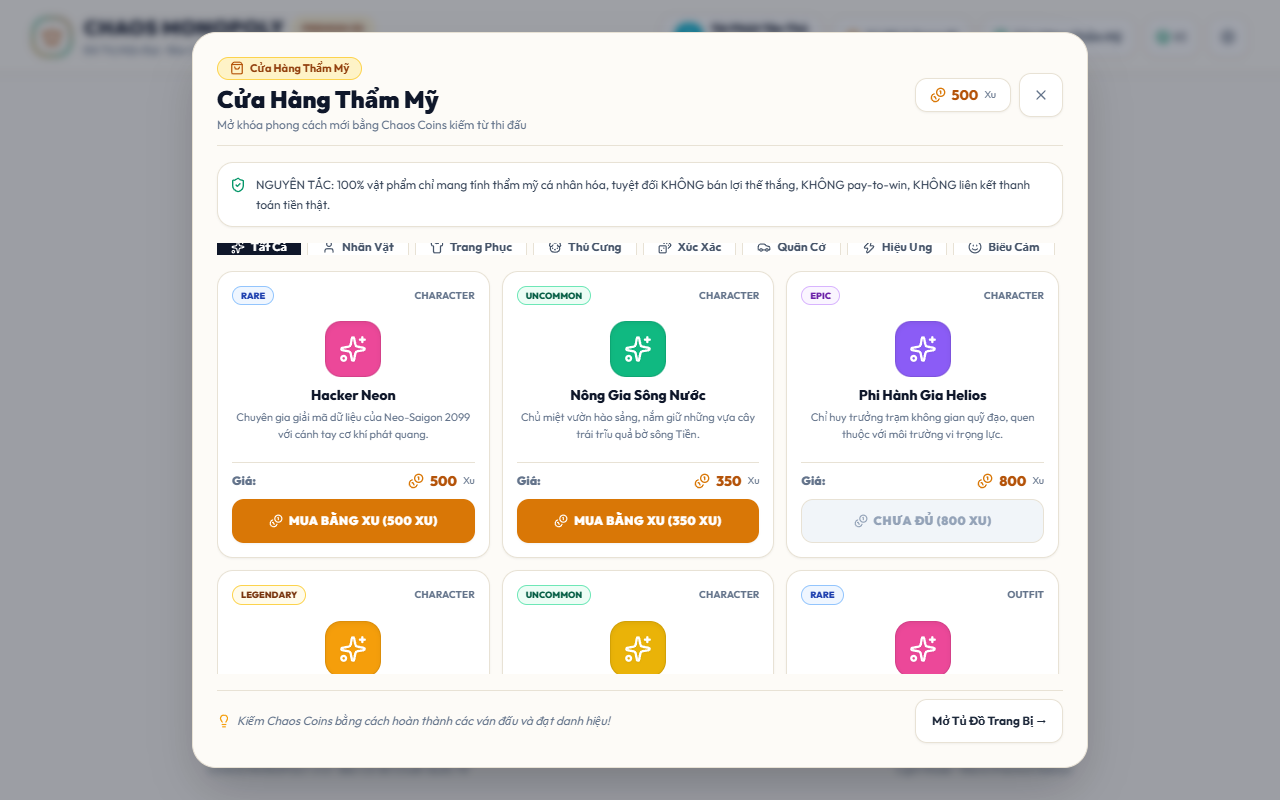 CHAOS MONOPOLY
Cửa Hàng Thẩm Mỹ
Cửa Hàng Thẩm Mỹ
Mở khóa phong cách mới bằng Chaos Coins kiếm từ thi đấu
500 Xu
NGUYÊN TẮC: 100% vật phẩm chỉ mang tính thẩm mỹ cá nhân hóa, tuyệt đối KHÔNG bán lợi thế thắng, KHÔNG pay-to-win, KHÔNG liên kết thanh
toán tiền thật.
Tất Cả Nhân Vật Trang Phục Thú Cưng Xúc Xắc Quân Cờ Hiệu Ứng Biểu Cảm
RARE CHARACTER
Hacker Neon
Chuyên gia giải mã dữ liệu của Neo-Saigon 2099
với cánh tay cơ khí phát quang.
Giá: 500 Xu
MUA BẰNG XU (500 XU)
UNCOMMON CHARACTER
Nông Gia Sông Nước
Chủ miệt vườn hào sảng, nắm giữ những vựa cây
trái trĩu quả bờ sông Tiền.
Giá: 350 Xu
MUA BẰNG XU (350 XU)
EPIC CHARACTER
Phi Hành Gia Helios
Chỉ huy trưởng trạm không gian quỹ đạo, quen
thuộc với môi trường vi trọng lực.
Giá: 800 Xu
CHƯA ĐỦ (800 XU)
LEGENDARY CHARACTER
UNCOMMON CHARACTER
RARE OUTFIT
Kiếm Chaos Coins bằng cách hoàn thành các ván đấu và đạt danh hiệu!
Mở Tủ Đồ Trang Bị →